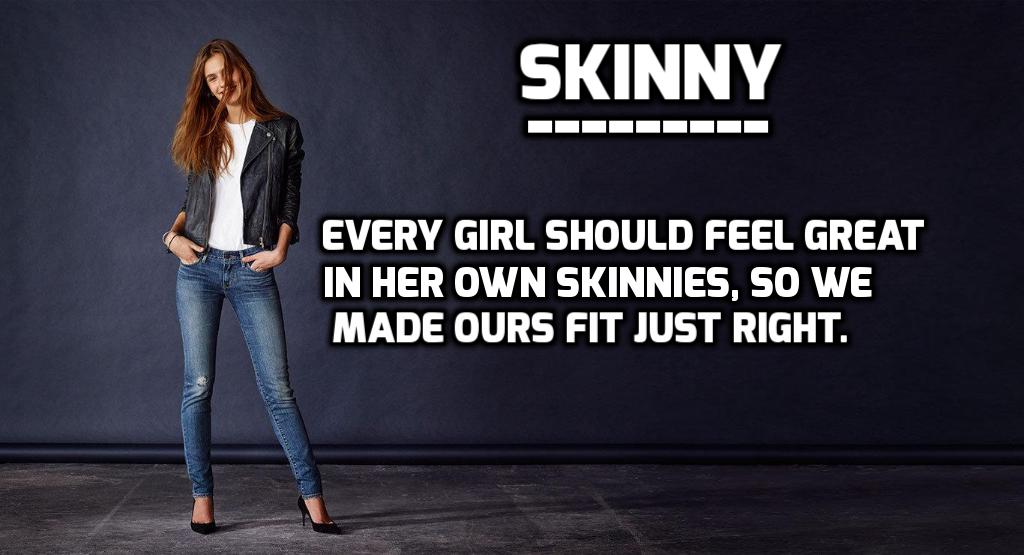 SKINNY
---------
EVERY GIRL SHOULD FEEL GREAT
IN HER OWN SKINNIES, SO WE
MADE OURS FIT JUST RIGHT.